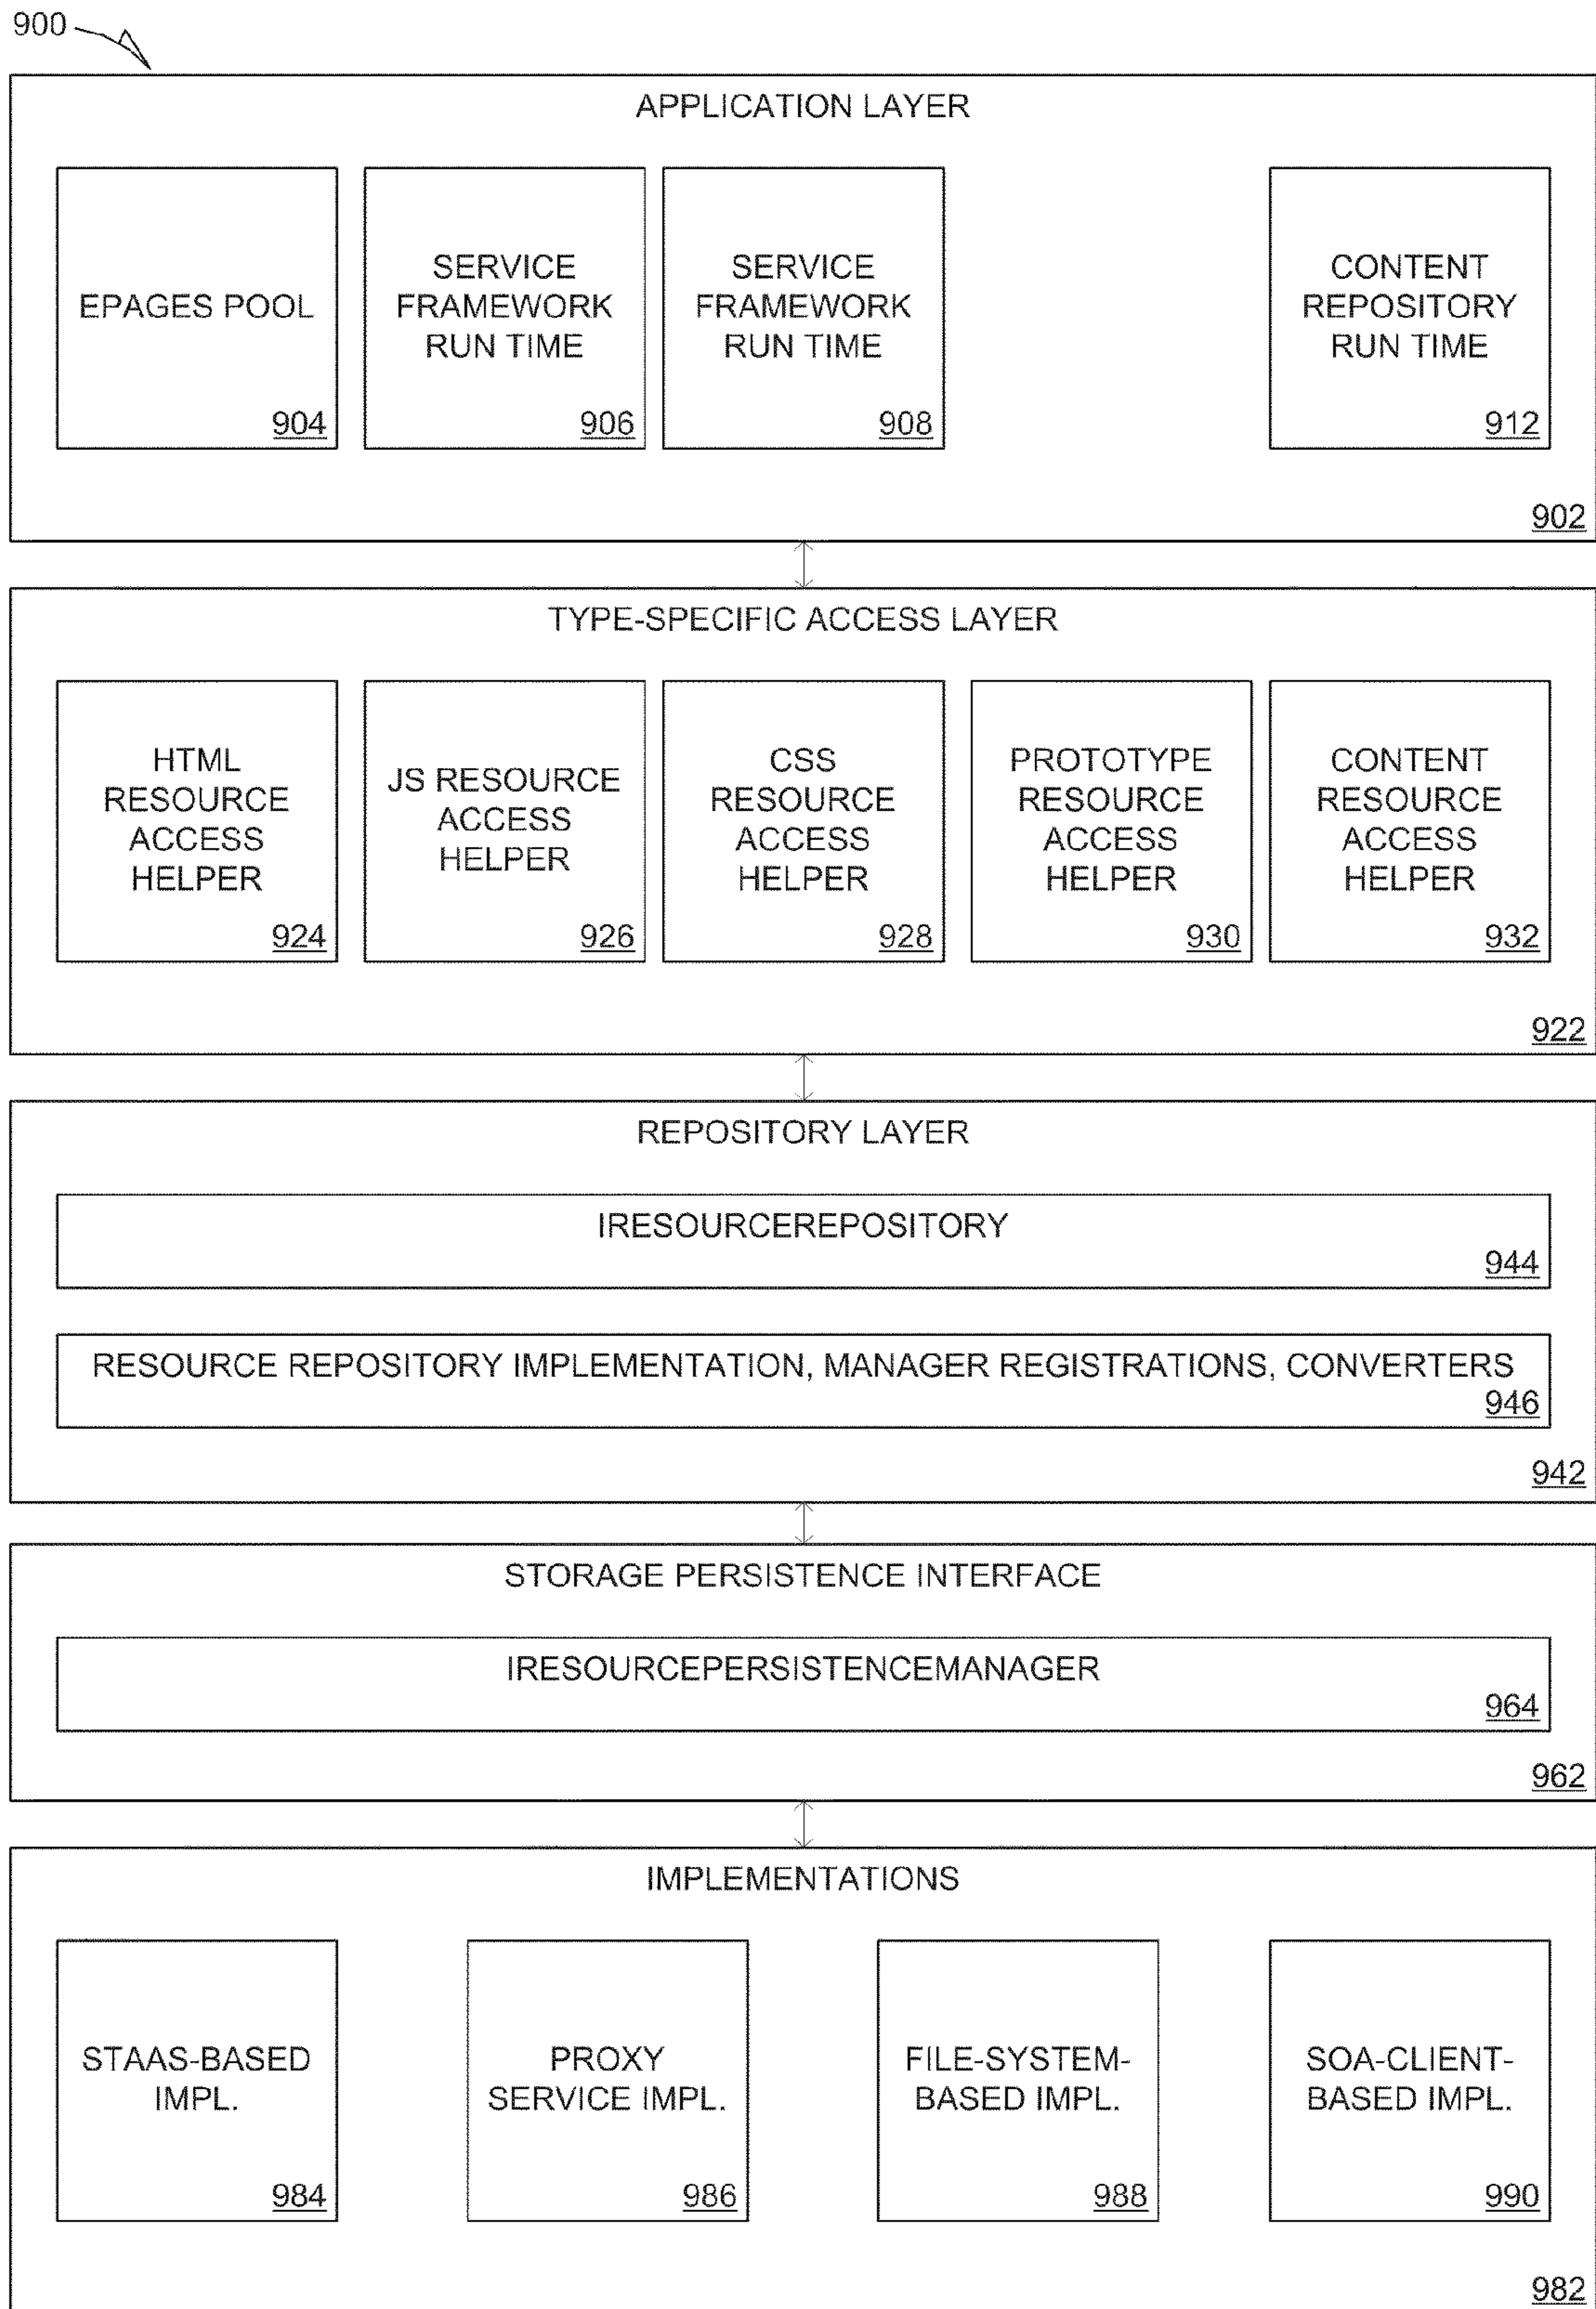 900
APPLICATION LAYER
EPAGES POOL
904
SERVICE
FRAMEWORK
RUN TIME
906
SERVICE
FRAMEWORK
RUN TIME
908
CONTENT
REPOSITORY
RUN TIME
912
902
TYPE-SPECIFIC ACCESS LAYER
HTML
RESOURCE
ACCESS
HELPER
924
JS RESOURCE
ACCESS
HELPER
926
CSS
RESOURCE
ACCESS
HELPER
928
PROTOTYPE
RESOURCE
ACCESS
HELPER
930
CONTENT
RESOURCE
ACCESS
HELPER
932
922
REPOSITORY LAYER
IRESOURCEREPOSITORY
944
RESOURCE REPOSITORY IMPLEMENTATION, MANAGER REGISTRATIONS, CONVERTERS
946
942
STORAGE PERSISTENCE INTERFACE
IRESOURCEPERSISTENCEMANAGER
964
962
IMPLEMENTATIONS
STAAS-BASED
IMPL.
984
PROXY
SERVICE IMPL.
986
FILE-SYSTEM-
BASED IMPL.
988
SOA-CLIENT-
BASED IMPL.
990
982